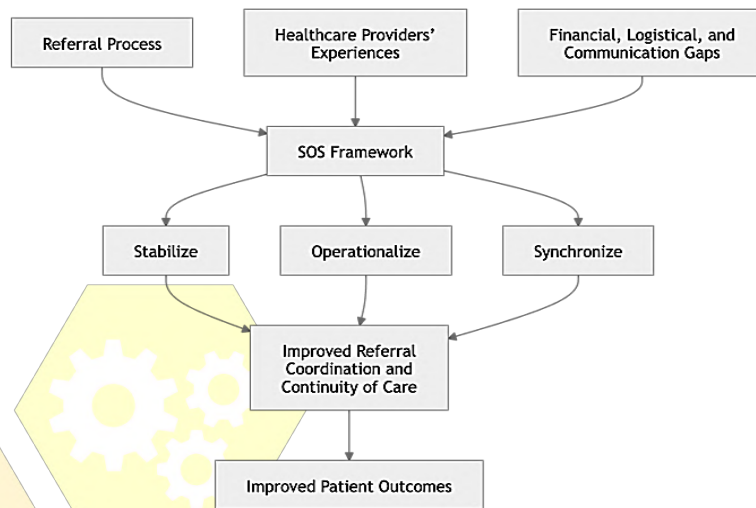 Referral Process
Healthcare Providers'
Experiences
Financial, Logistical, and
Communication Gaps
SOS Framework
Stabilize
Operationalize
Synchronize
Improved Referral
Coordination and
Continuity of Care
Improved Patient Outcomes